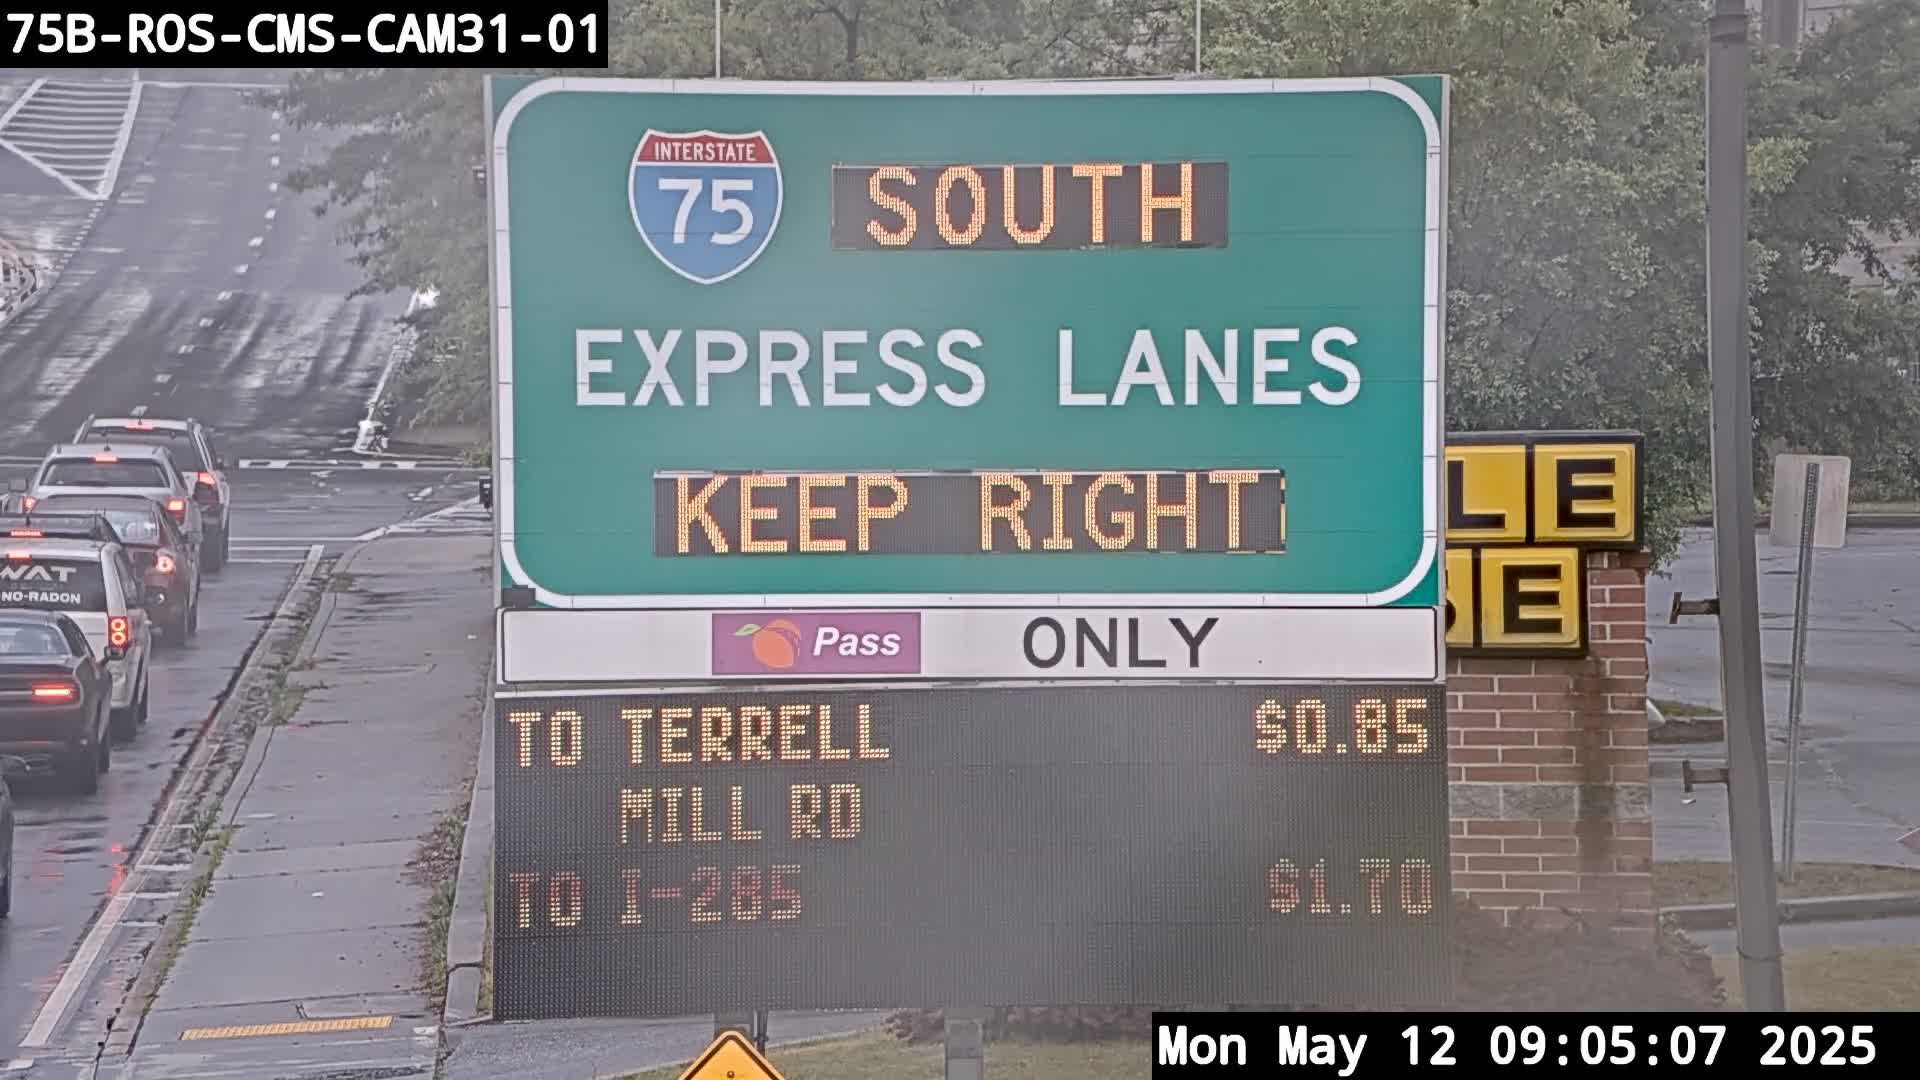 75B-ROS-CMS-CAM31-01
INTERSTATE
75
SOUTH
EXPRESS LANES
KEEP RIGHT
Pass ONLY
TO TERRELL $0.85
MILL RD
TO I-285 $1.70
LE
E
NO-RADON
Mon May 12 09:05:07 2025